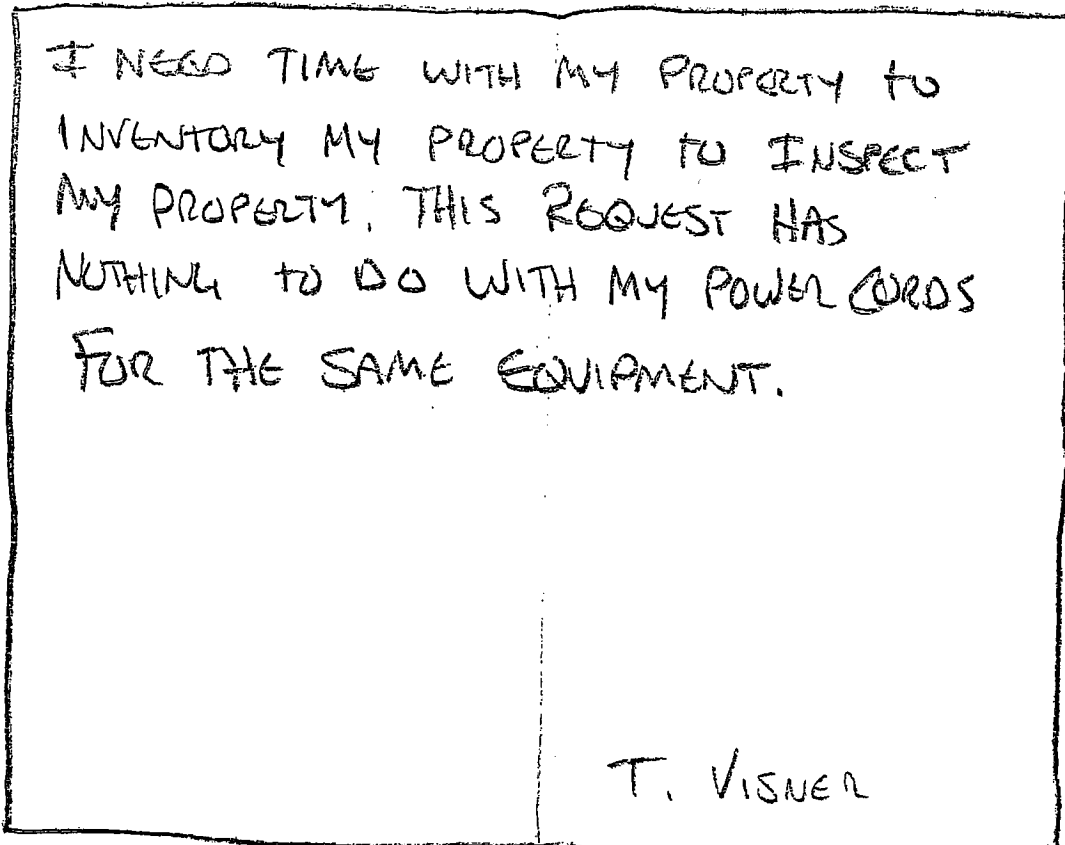 I NEED TIME WITH MY PROPERTY to
INVENTORY MY PROPERTY TO INSPECT
MY PROPERTY. THIS REQUEST HAS
NOTHING to DO WITH MY POWER CORDS
FOR THE SAME EQUIPMENT.
T. VISNER